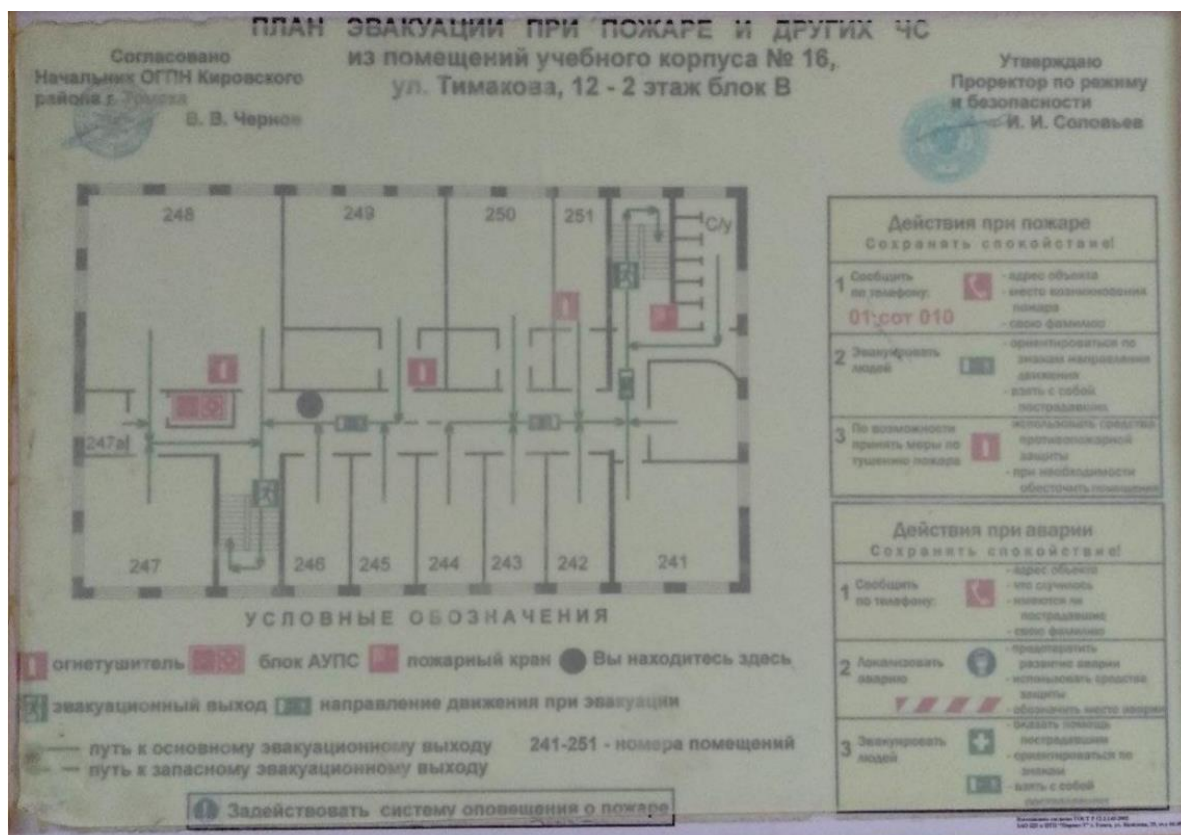 ПЛАН ЭВАКУАЦИИ ПРИ ПОЖАРЕ И ДРУГИХ ЧС
из помещений учебного корпуса № 16,
ул. Тимакова, 12 - 2 этаж блок В
Согласовано
Начальник ОГПН Кировского
района г. Томска
В. В. Чернов
Утверждаю
Проректор по режиму
и безопасности
И. И. Соловьев
248
249
250
251
С/у
247а
247
246
245
244
243
242
241
УСЛОВНЫЕ ОБОЗНАЧЕНИЯ
огнетушитель
блок АУПС
пожарный кран
Вы находитесь здесь
эвакуационный выход
направление движения при эвакуации
путь к основному эвакуационному выходу
241-251 - номера помещений
путь к запасному эвакуационному выходу
Задействовать систему оповещения о пожаре
Действия при пожаре
Сохранять спокойствие!
1 Сообщить
по телефону:
01; сот 010
- адрес объекта
- место возникновения
пожара
- свою фамилию
2 Эвакуировать
людей
- ориентироваться по
знакам направления
движения
- взять с собой
пострадавших
3 По возможности
принять меры по
тушению пожара
- использовать средства
противопожарной
защиты
- при необходимости
обесточить помещение
Действия при аварии
Сохранять спокойствие!
1 Сообщить
по телефону:
- адрес объекта
- что случилось
- имеются ли
пострадавшие
- свою фамилию
2 Локализовать
аварию
- предотвратить
развитие аварии
- использовать средства
защиты
- обозначить место аварии
3 Эвакуировать
людей
- оказать помощь
пострадавшим
- ориентироваться по
знакам
- взять с собой
пострадавших